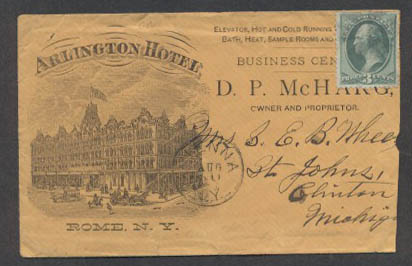 ARLINGTON HOTEL,
ELEVATOR, HOT AND COLD RUNNING
BATH, HEAT, SAMPLE ROOMS AND
BUSINESS CEN
D. P. McHARG,
OWNER AND PROPRIETOR.
Mrs S. E. B. Whee
St Johns,
Clinton
Michig
ROME, N. Y.